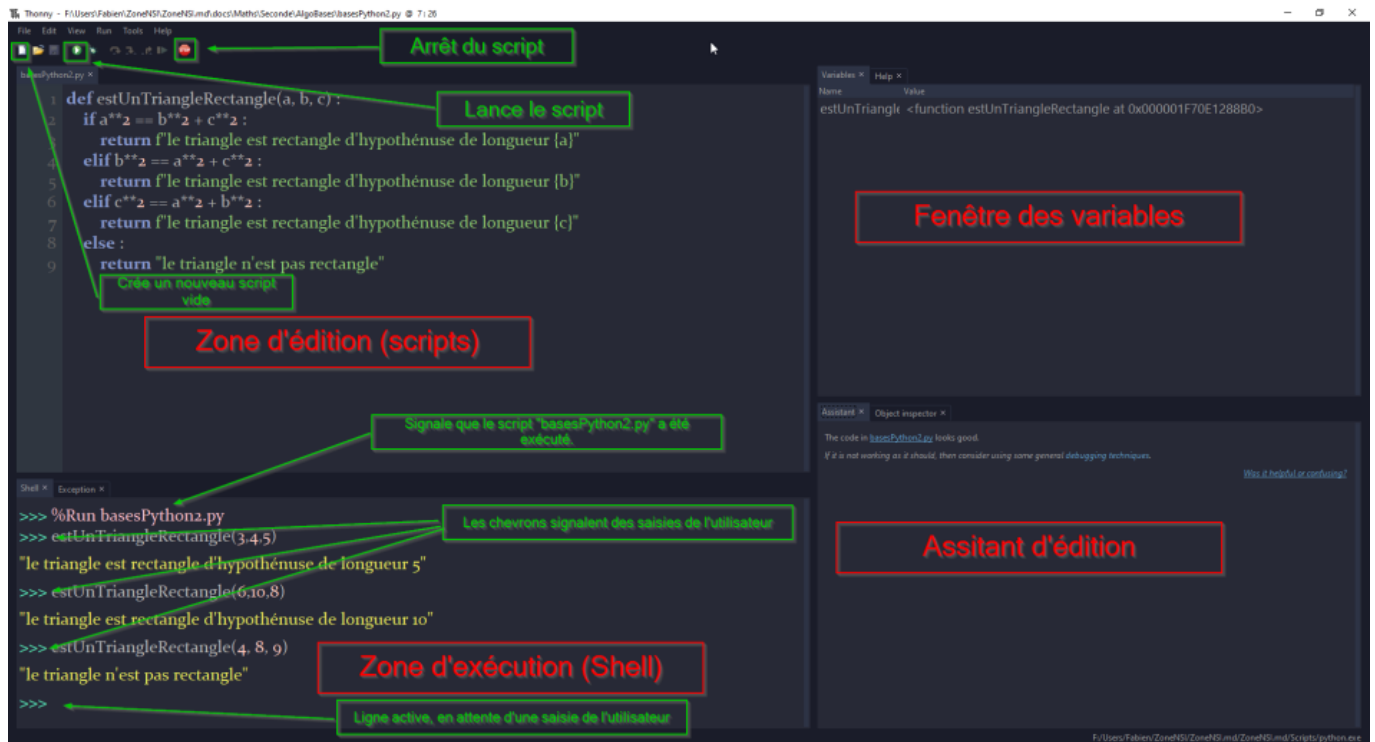 Thonny - F:\Users\Fabien\ZoneNSI\ZoneNSI.md\docs\Maths\Seconde\AlgoBases\basesPython2.py @ 7:26
File Edit View Run Tools Help
Arrêt du script
basesPython2.py ×
Lance le script
1 def estUnTriangleRectangle(a, b, c) :
2 if a**2 == b**2 + c**2 :
3 return f"le triangle est rectangle d'hypothénuse de longueur {a}"
4 elif b**2 == a**2 + c**2 :
5 return f"le triangle est rectangle d'hypothénuse de longueur {b}"
6 elif c**2 == a**2 + b**2 :
7 return f"le triangle est rectangle d'hypothénuse de longueur {c}"
8 else :
9 return "le triangle n'est pas rectangle"
Crée un nouveau script
vide
Zone d'édition (scripts)
Signale que le script "basesPython2.py" a été
exécuté.
Shell × Exception ×
>>> %Run basesPython2.py
>>> estUnTriangleRectangle(3,4,5)
"le triangle est rectangle d'hypothénuse de longueur 5"
>>> estUnTriangleRectangle(6,10,8)
"le triangle est rectangle d'hypothénuse de longueur 10"
>>> estUnTriangleRectangle(4, 8, 9)
"le triangle n'est pas rectangle"
>>>
Les chevrons signalent des saisies de l'utilisateur
Zone d'exécution (Shell)
Ligne active, en attente d'une saisie de l'utilisateur
Variables × Help ×
Name Value
estUnTriangle <function estUnTriangleRectangle at 0x000001F70E1288B0>
Fenêtre des variables
Assistant × Object inspector ×
The code in basesPython2.py looks good.
If it is not working as it should, then consider using some general debugging techniques.
Was it helpful or confusing?
Assitant d'édition
F:/Users/Fabien/ZoneNSI/ZoneNSI.md/ZoneNSI.md/Scripts/python.exe